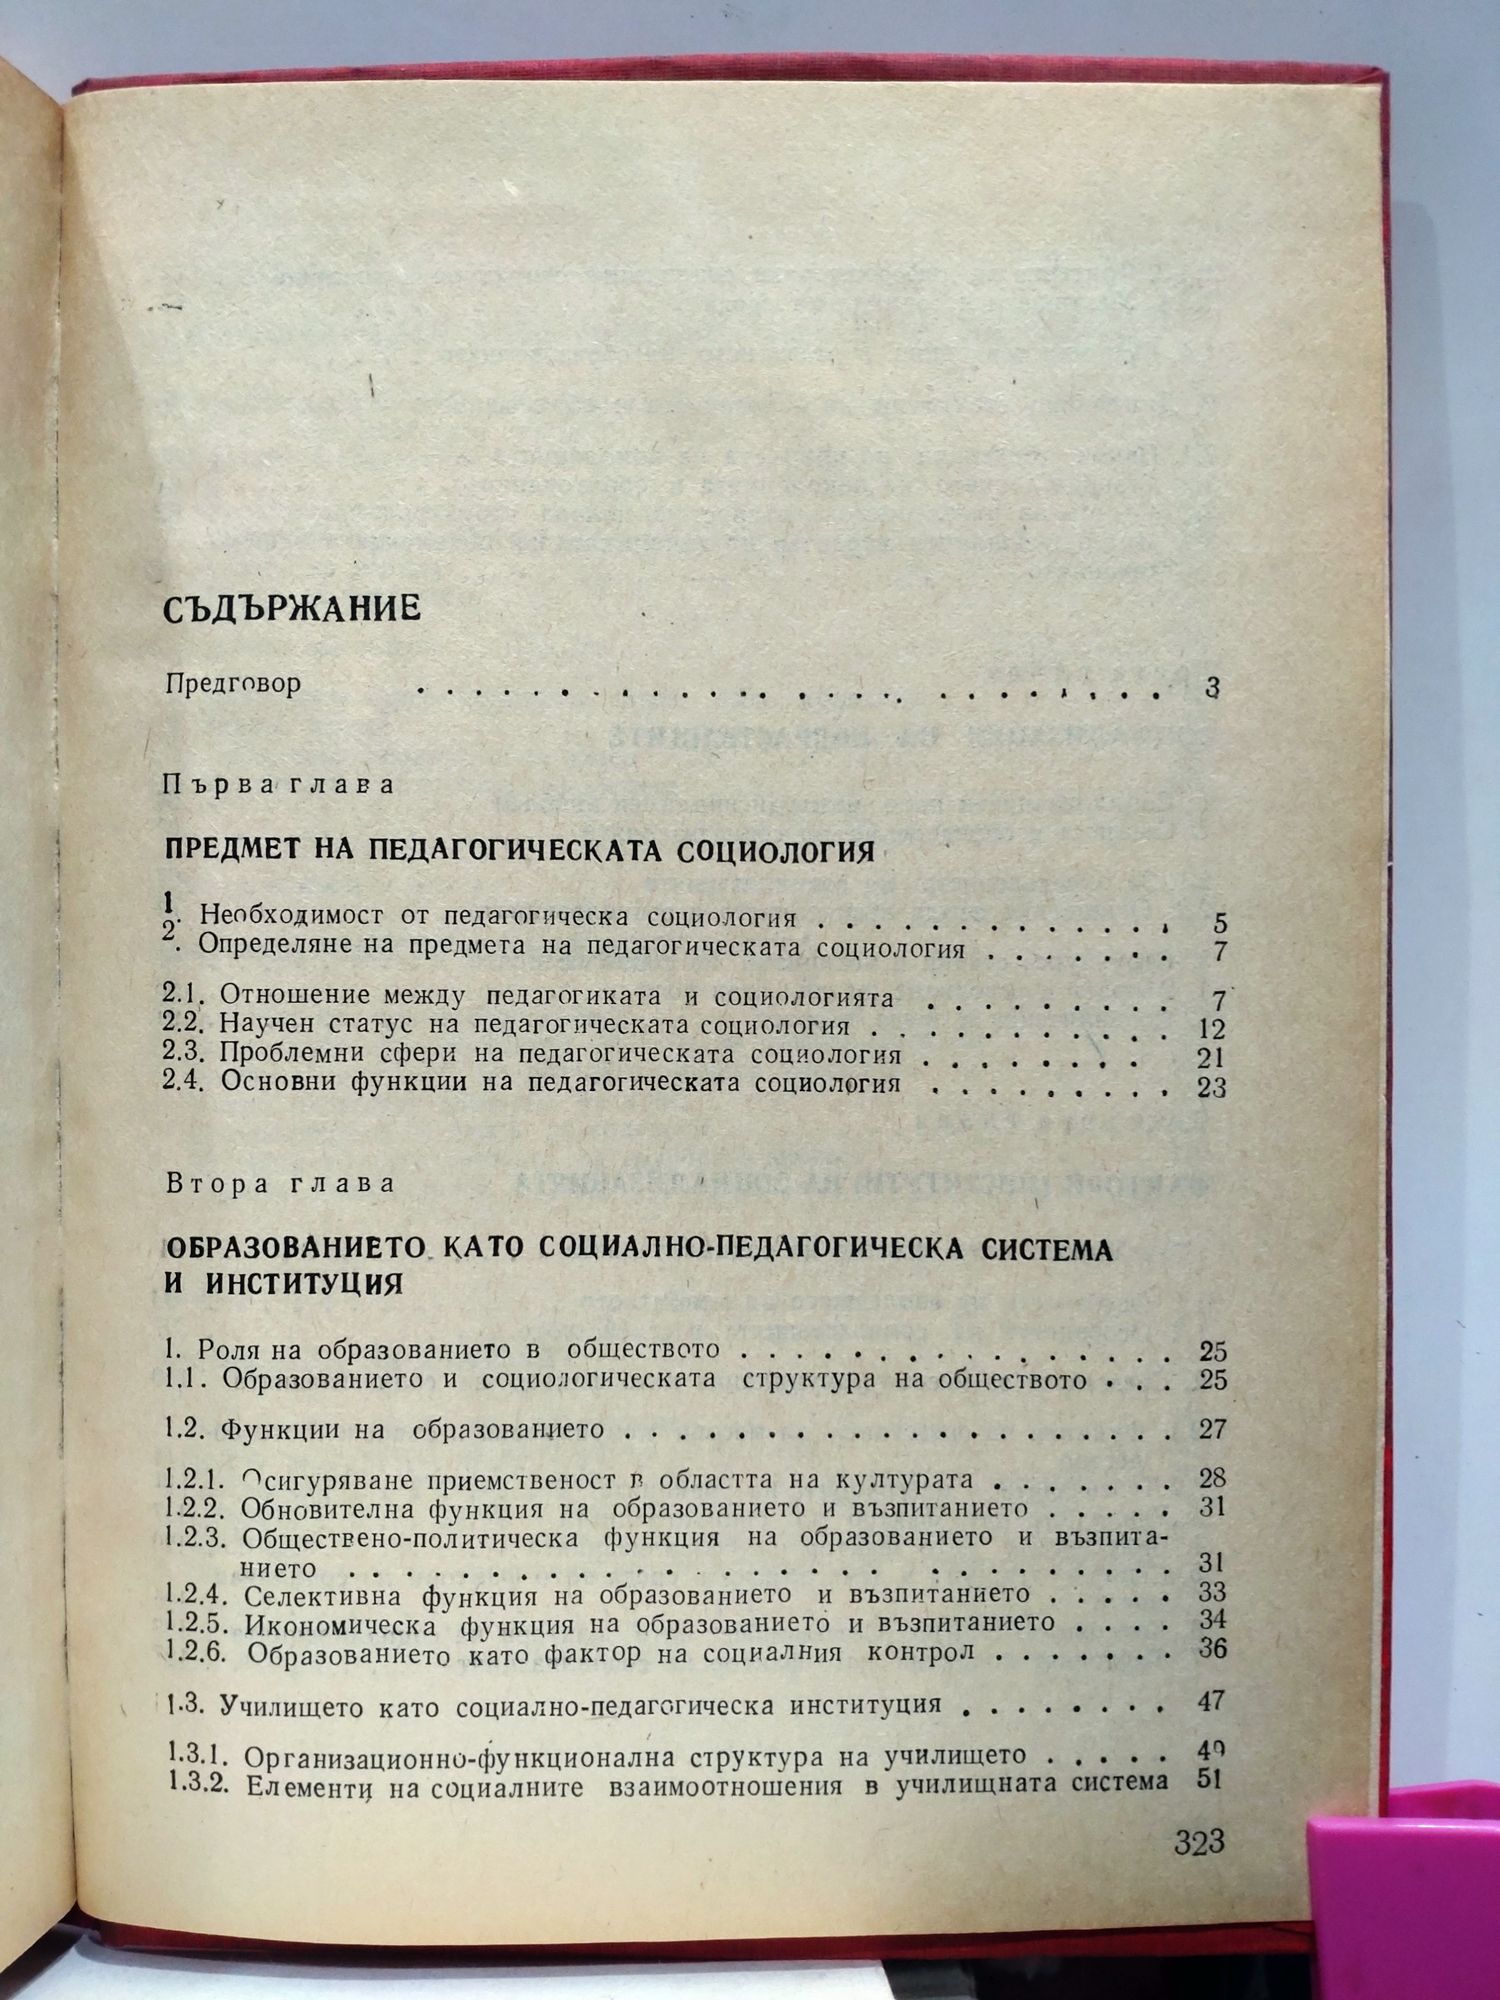 СЪДЪРЖАНИЕ
Предговор . . . . . . . . . . . . . . . . . . . . . . . . . 3
Първа глава
ПРЕДМЕТ НА ПЕДАГОГИЧЕСКАТА СОЦИОЛОГИЯ
1. Необходимост от педагогическа социология . . . . . . . . . . . . . 5
2. Определяне на предмета на педагогическата социология . . . . . . . 7
2.1. Отношение между педагогиката и социологията . . . . . . . . . 7
2.2. Научен статус на педагогическата социология . . . . . . . . . . . 12
2.3. Проблемни сфери на педагогическата социология . . . . . . . . 21
2.4. Основни функции на педагогическата социология . . . . . . . . . 23
Втора глава
ОБРАЗОВАНИЕТО КАТО СОЦИАЛНО-ПЕДАГОГИЧЕСКА СИСТЕМА
И ИНСТИТУЦИЯ
1. Роля на образованието в обществото . . . . . . . . . . . . . . . . 25
1.1. Образованието и социологическата структура на обществото . . . 25
1.2. Функции на образованието . . . . . . . . . . . . . . . . . . . . 27
1.2.1. Осигуряване приемственост в областта на културата . . . . . . . 28
1.2.2. Обновителна функция на образованието и възпитанието . . . . . 31
1.2.3. Обществено-политическа функция на образованието и възпита-
нието . . . . . . . . . . . . . . . . . . . . . . . . . . . . 31
1.2.4. Селективна функция на образованието и възпитанието . . . . . 33
1.2.5. Икономическа функция на образованието и възпитанието . . . . 34
1.2.6. Образованието като фактор на социалния контрол . . . . . . . 36
1.3. Училището като социално-педагогическа институция . . . . . . . . 47
1.3.1. Организационно-функционална структура на училището . . . . . 49
1.3.2. Елементи на социалните взаимоотношения в училищната система 51
323